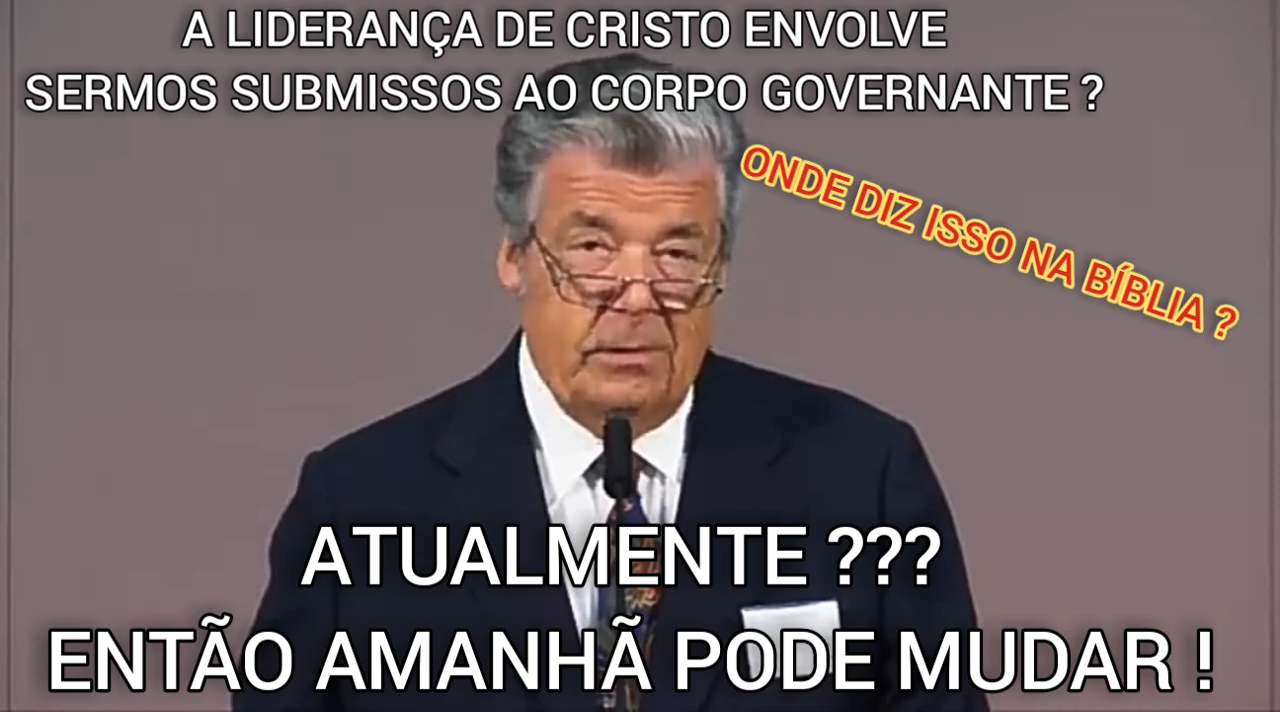 A LIDERANÇA DE CRISTO ENVOLVE
SERMOS SUBMISSOS AO CORPO GOVERNANTE ?
ONDE DIZ ISSO NA BÍBLIA ?
ATUALMENTE ???
ENTÃO AMANHÃ PODE MUDAR !